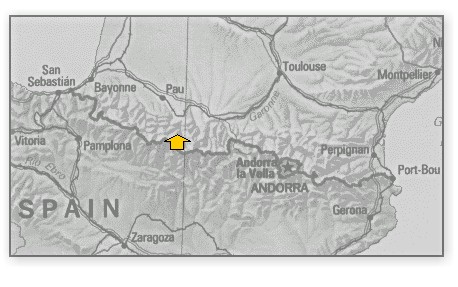 San
Sebastián
Bayonne
Pau
Toulouse
Montpellier
N
Garonne
G
Vitoria
Pamplona
Río Ebro
Andorra
la Vella
ANDORRA
Perpignan
Port-Bou
SPAIN
Zaragoza
Gerona